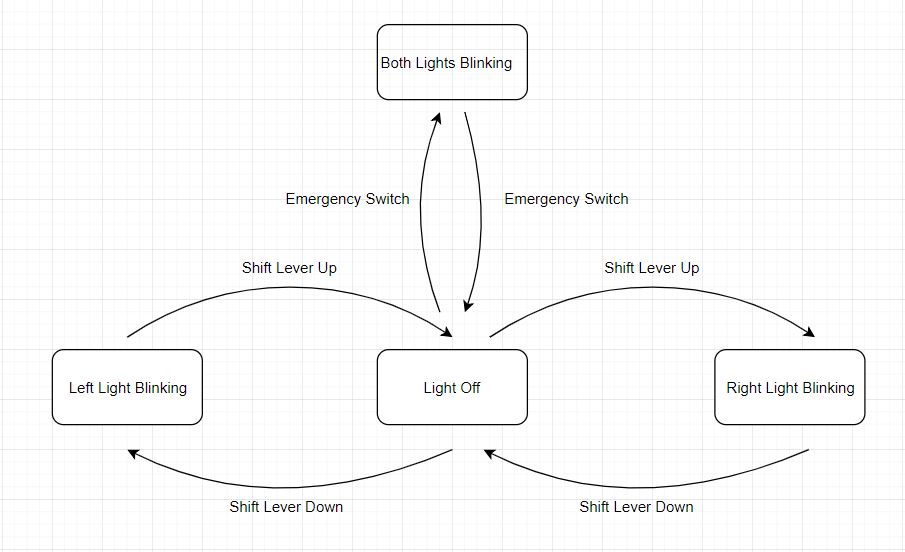 Both Lights Blinking
Emergency Switch
Emergency Switch
Shift Lever Up
Shift Lever Up
Left Light Blinking
Light Off
Right Light Blinking
Shift Lever Down
Shift Lever Down